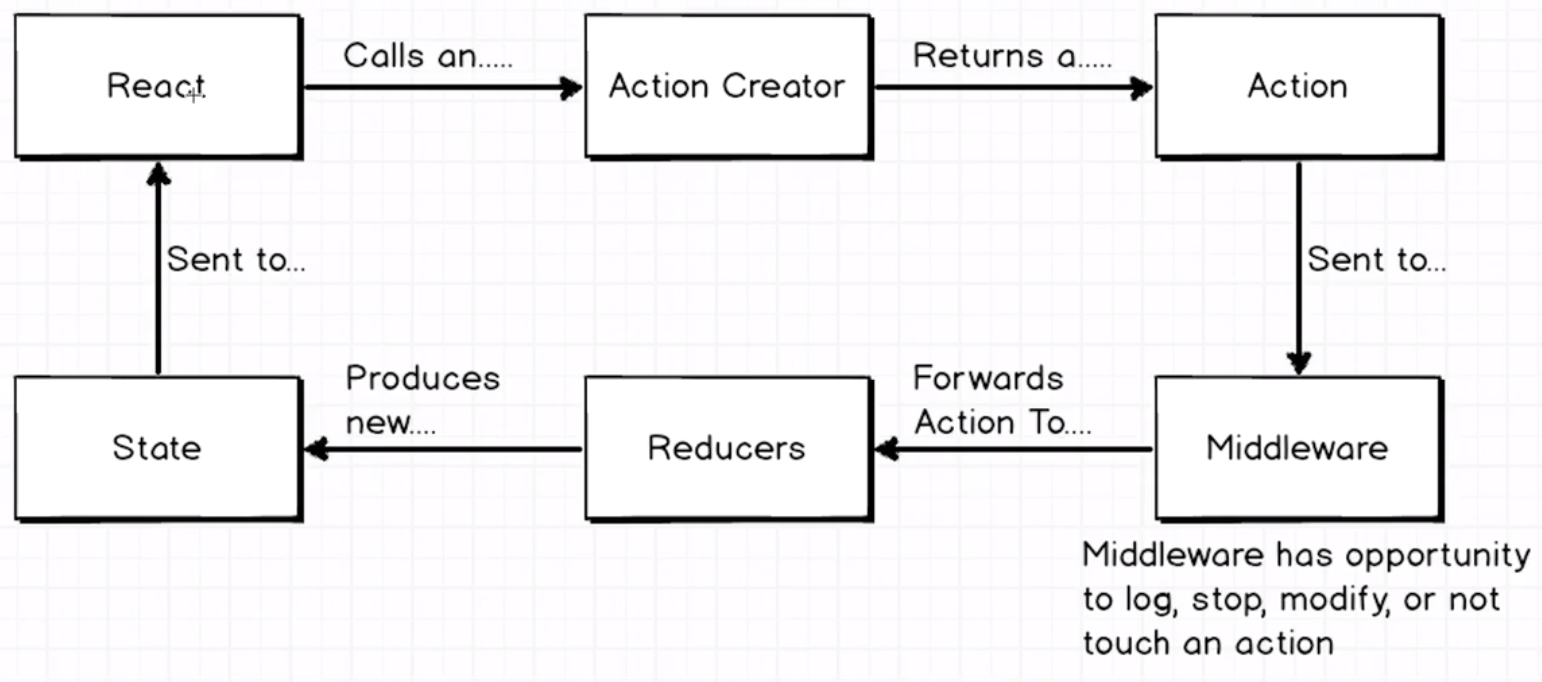 Calls an.....
Returns a.....
React
Action Creator
Action
Sent to...
Sent to...
Produces
new....
Forwards
Action To....
State
Reducers
Middleware
Middleware has opportunity
to log, stop, modify, or not
touch an action